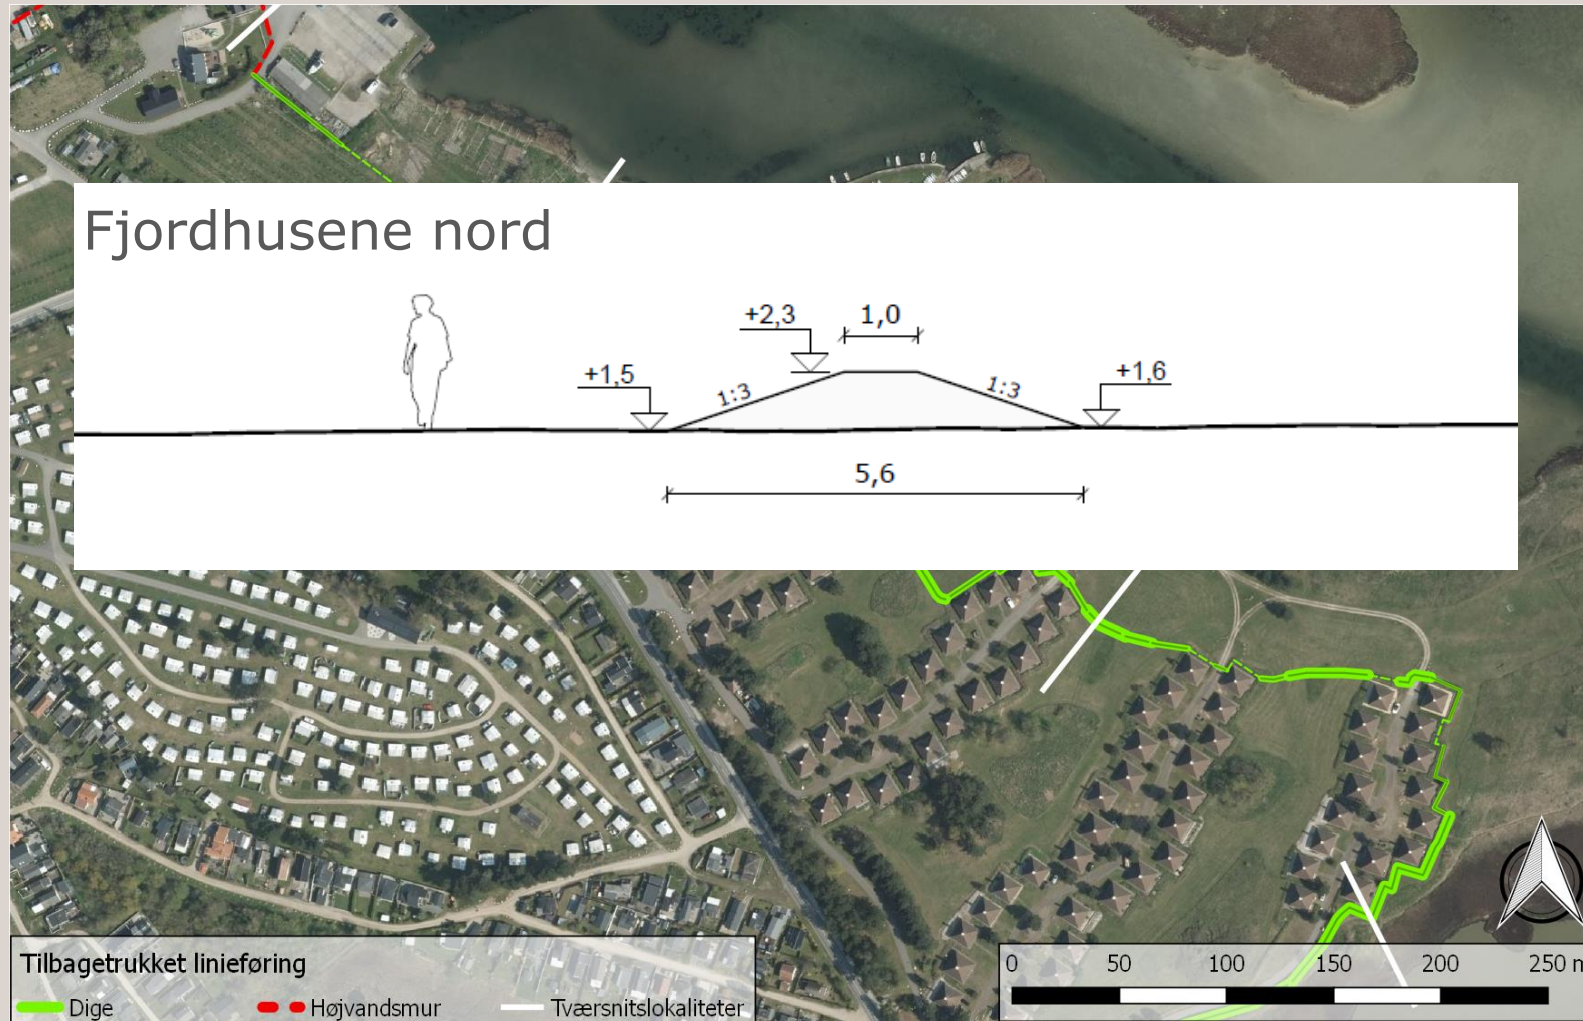 Fjordhusene nord
+2,3
1,0
+1,5
1:3
1:3
+1,6
5,6
Tilbagetrukket linieføring
Dige
Højvandsmur
Tværsnitslokaliteter
0 50 100 150 200 250 m